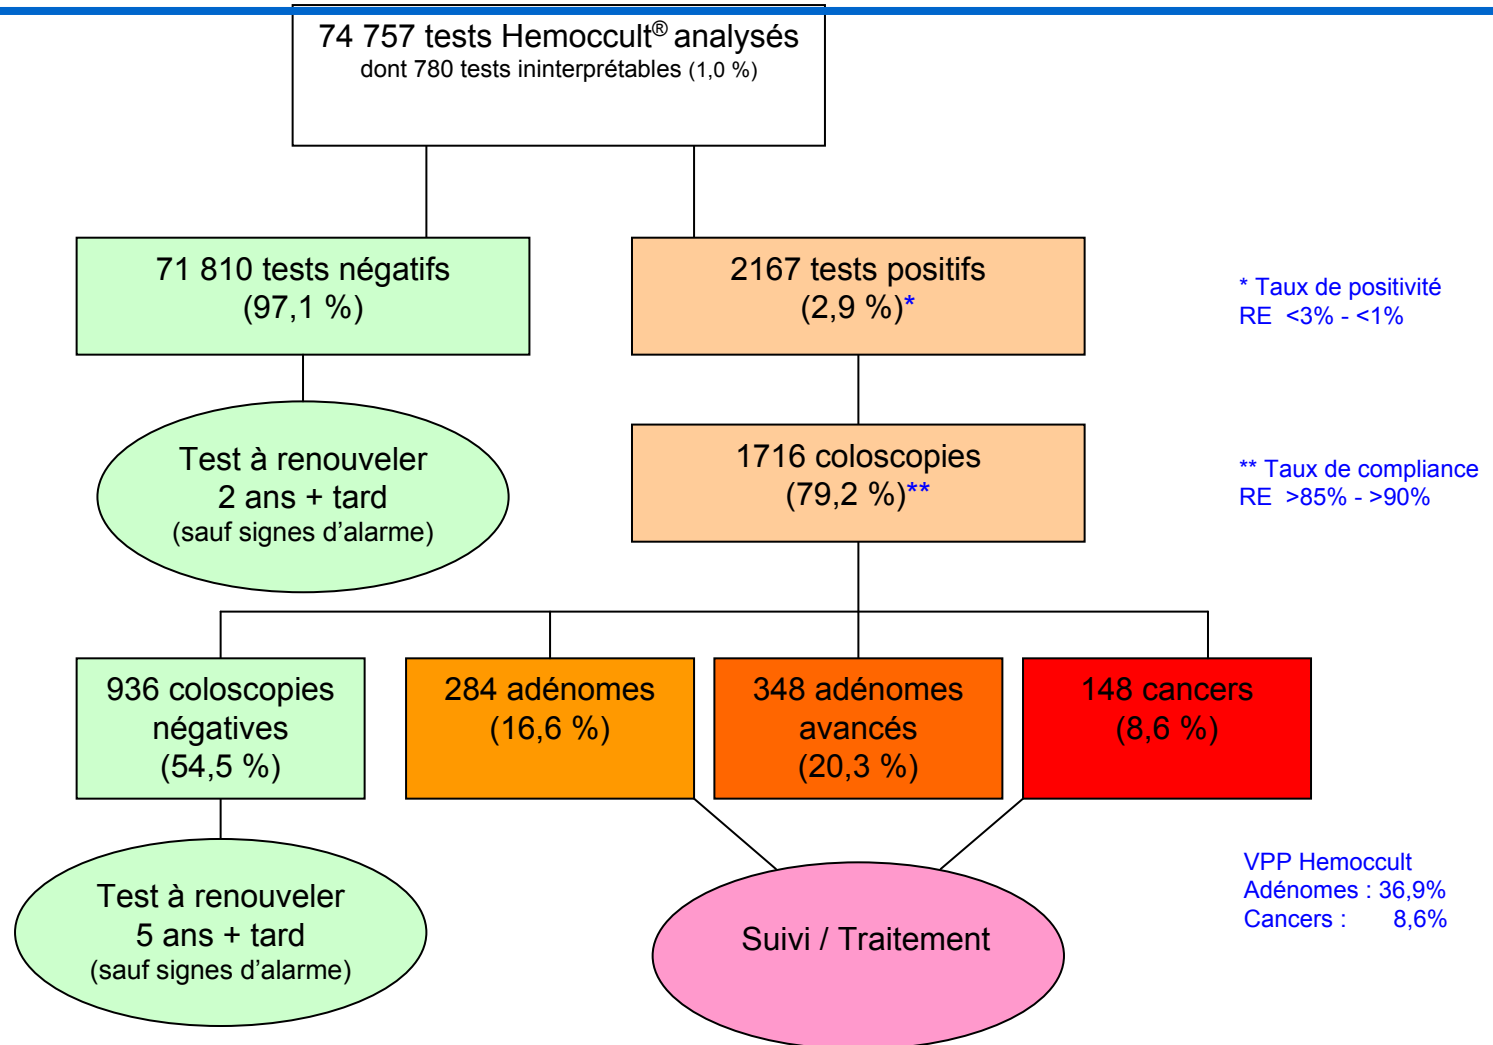 74 757 tests Hemoccult® analysés
dont 780 tests ininterprétables (1,0 %)
71 810 tests négatifs
(97,1 %)
2167 tests positifs
(2,9 %)*
* Taux de positivité
RE <3% - <1%
Test à renouveler
2 ans + tard
(sauf signes d'alarme)
1716 coloscopies
(79,2 %)**
** Taux de compliance
RE >85% - >90%
936 coloscopies
négatives
(54,5 %)
284 adénomes
(16,6 %)
348 adénomes
avancés
(20,3 %)
148 cancers
(8,6 %)
Test à renouveler
5 ans + tard
(sauf signes d'alarme)
Suivi / Traitement
VPP Hemoccult
Adénomes : 36,9%
Cancers : 8,6%